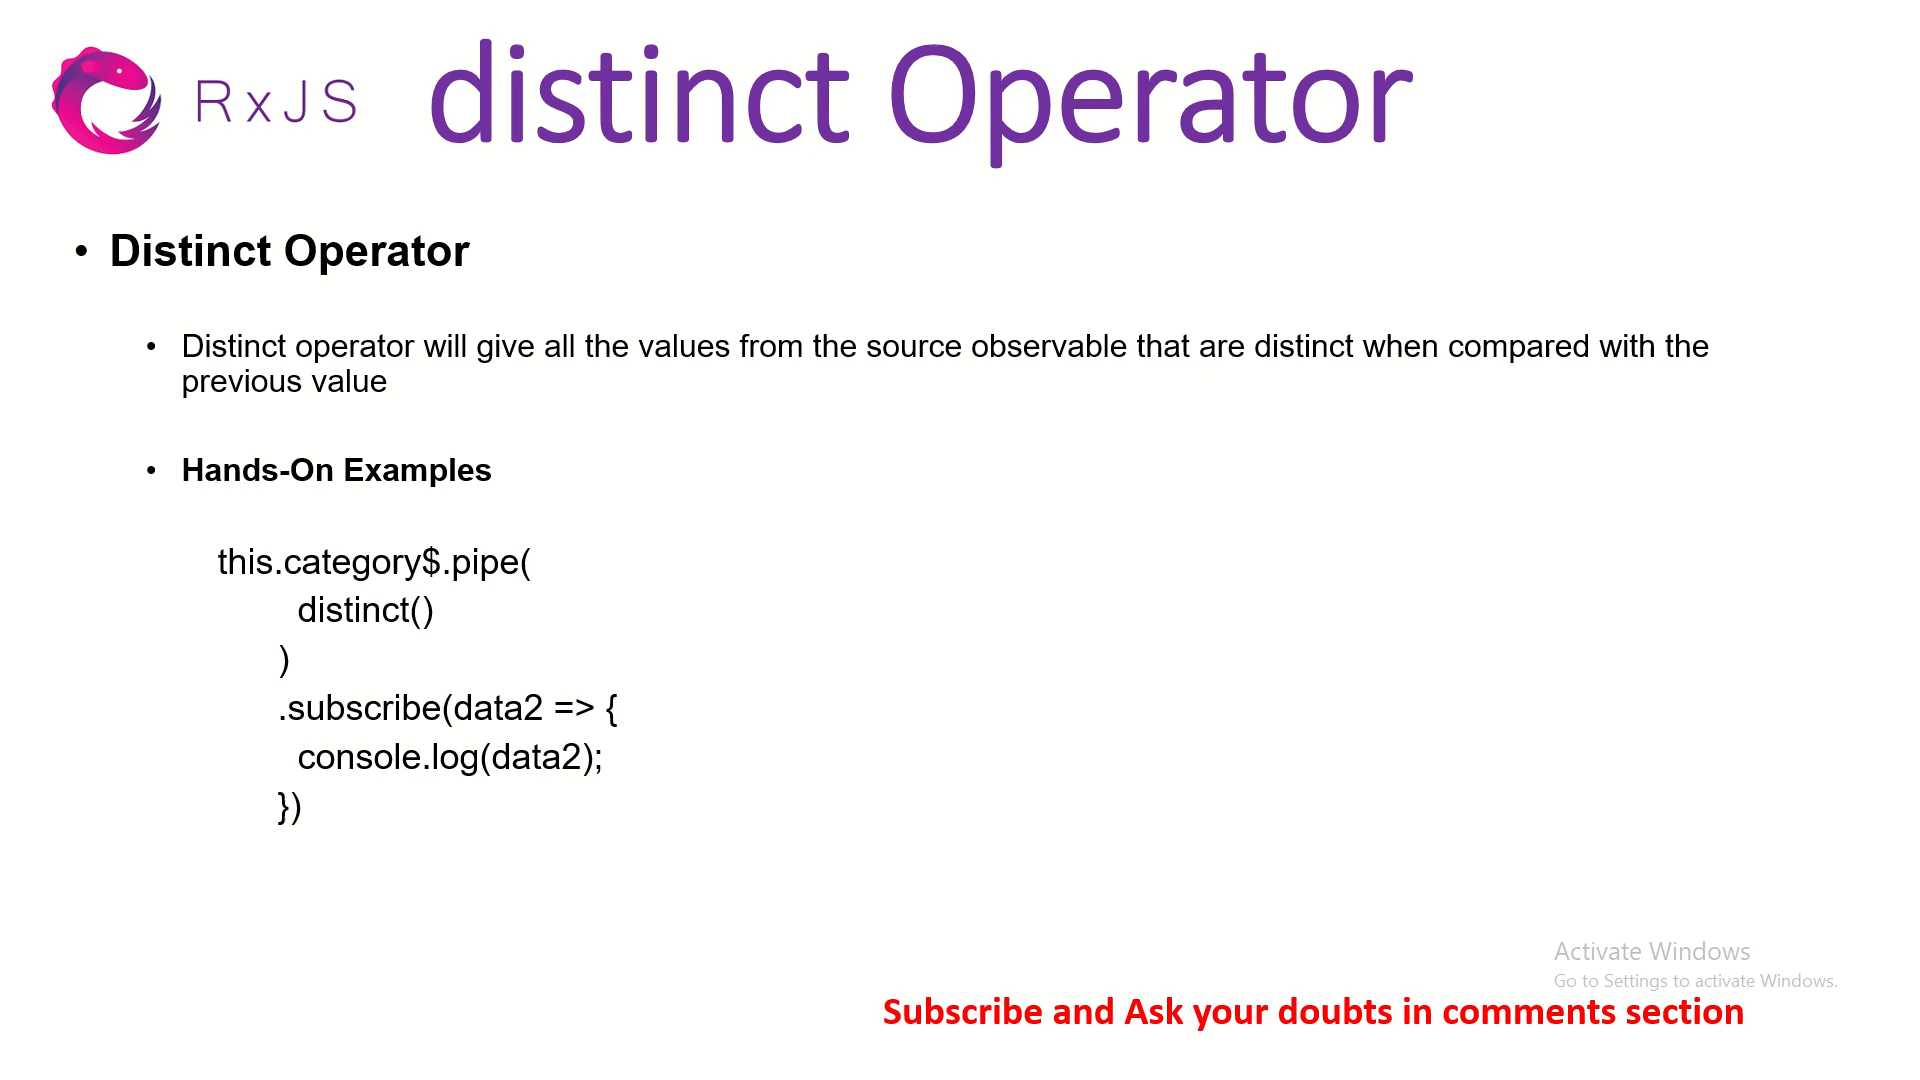 RxJS distinct Operator
• Distinct Operator
• Distinct operator will give all the values from the source observable that are distinct when compared with the
previous value
• Hands-On Examples
this.category$.pipe(
distinct()
)
.subscribe(data2 => {
console.log(data2);
})
Activate Windows
Go to Settings to activate Windows.
Subscribe and Ask your doubts in comments section